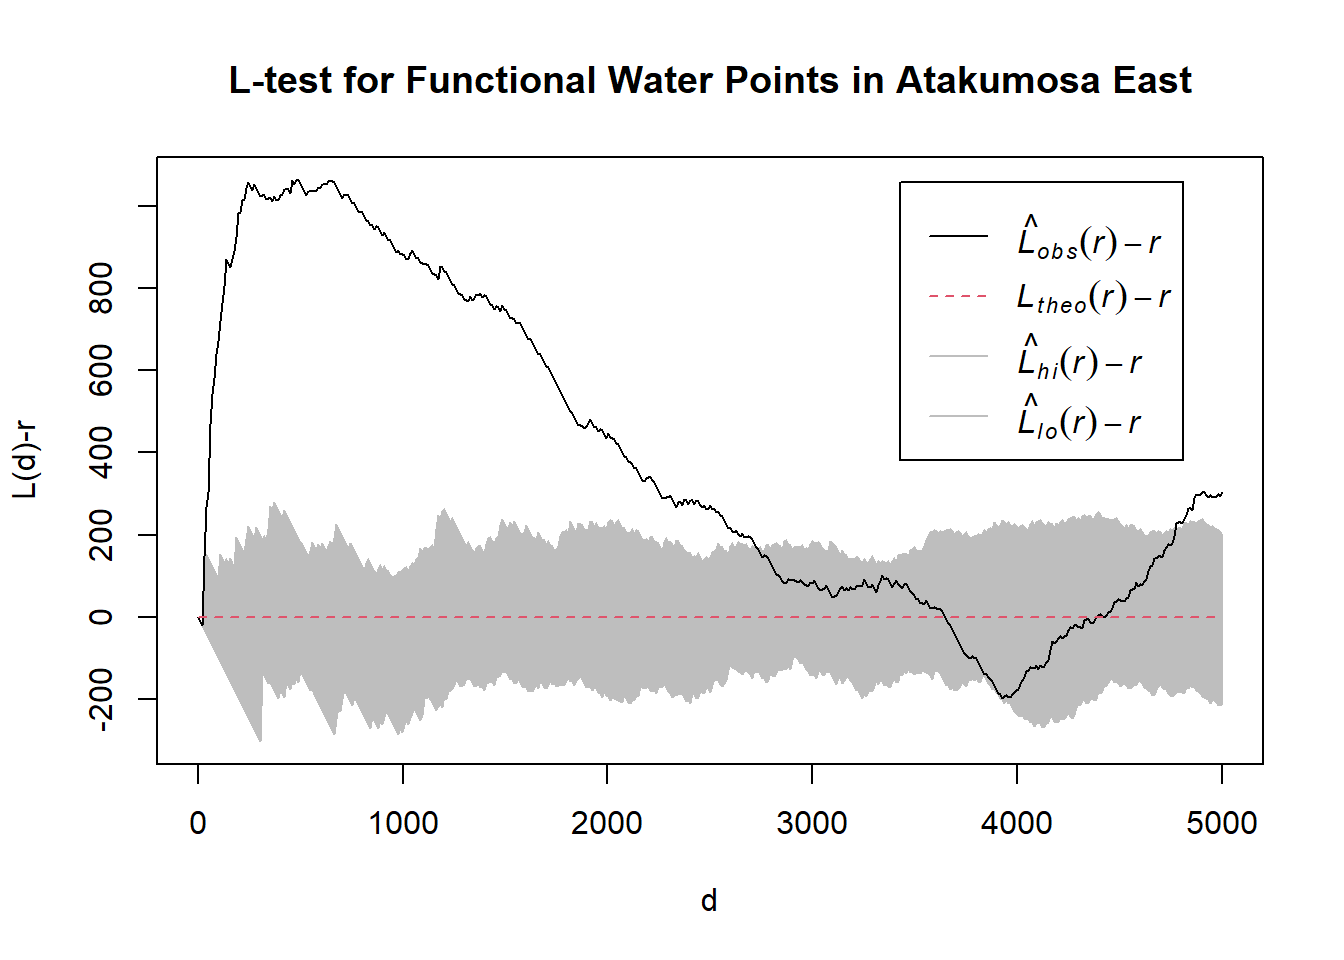 L-test for Functional Water Points in Atakumosa East
L(d)-r
800
600
400
200
0
-200
L̂obs(r) – r
Ltheo(r) – r
L̂hi(r) – r
L̂lo(r) – r
0 1000 2000 3000 4000 5000
d